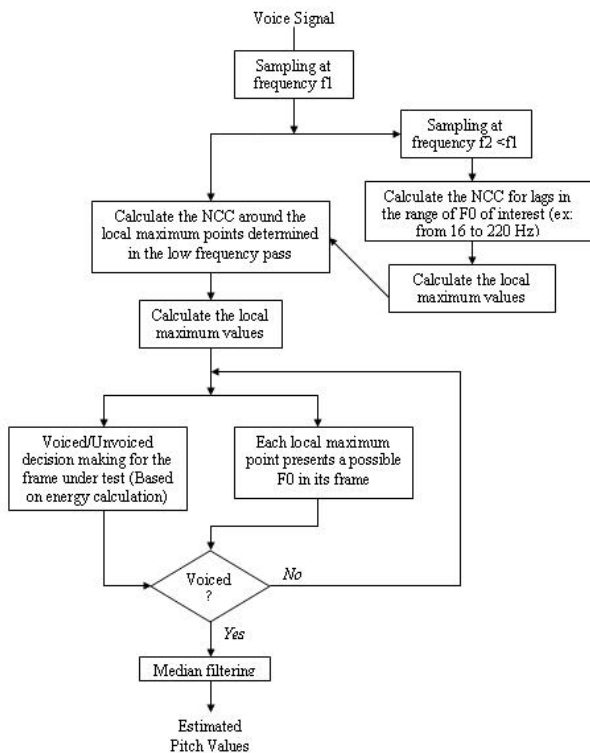 Voice Signal
Sampling at
frequency f1
Sampling at
frequency f2 <f1
Calculate the NCC for lags in
the range of F0 of interest (ex:
from 16 to 220 Hz)
Calculate the NCC around the
local maximum points determined
in the low frequency pass
Calculate the local
maximum values
Calculate the local
maximum values
Voiced/Unvoiced
decision making for the
frame under test (Based
on energy calculation)
Each local maximum
point presents a possible
F0 in its frame
Voiced
?
No
Yes
Median filtering
Estimated
Pitch Values